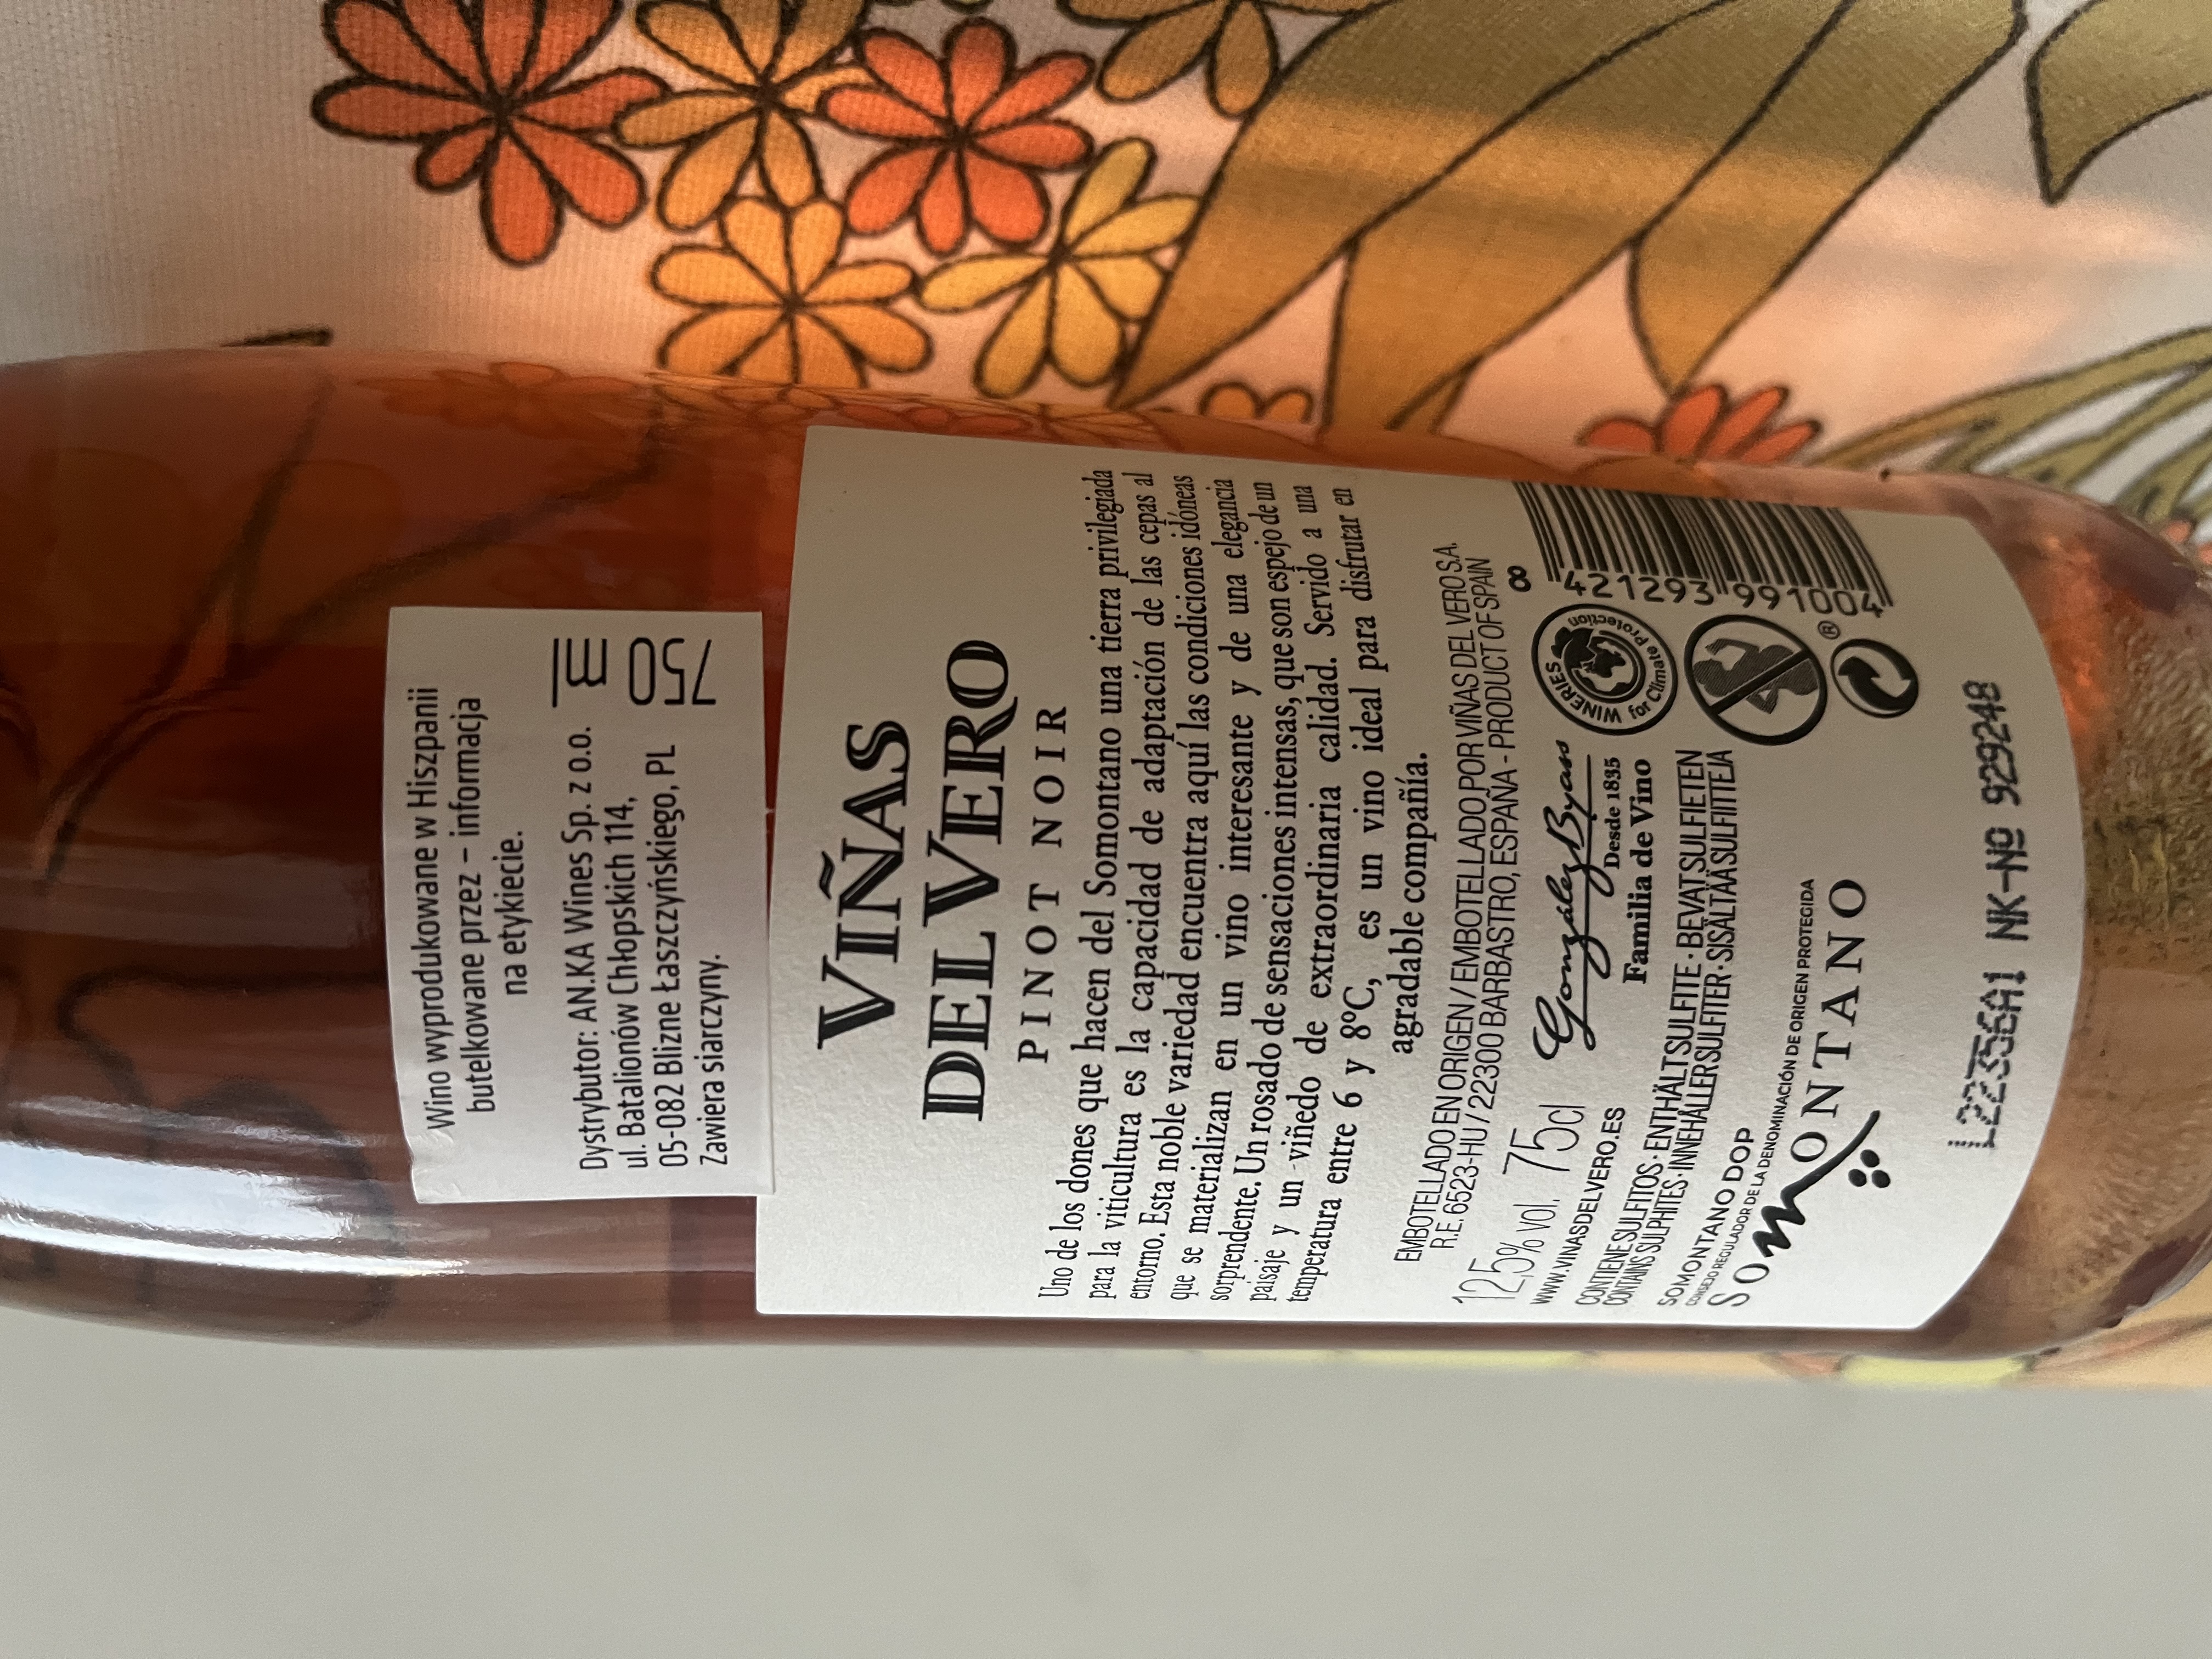 Wino wyprodukowane w Hiszpanii
butelkowane przez – informacja
na etykiecie.
Dystrybutor: AN.KA Wines Sp. z o.o.
ul. Batalionów Chłopskich 114,
05-082 Blizne Łaszczyńskiego, PL
Zawiera siarczyny.
750
ml
VIÑAS
DEL VERO
PINOT NOIR
Uno de los dones que hacen del Somontano una tierra privilegiada
para la viticultura es la capacidad de adaptación de las cepas al
entorno. Esta noble variedad encuentra aquí las condiciones idóneas
que se materializan en un vino interesante y de una elegancia
sorprendente. Un rosado de sensaciones intensas, que son espejo de un
paisaje y un viñedo de extraordinaria calidad. Servido a una
temperatura entre 6 y 8ºC, es un vino ideal para disfrutar en
agradable compañía.
EMBOTELLADO EN ORIGEN / EMBOTELLADO POR VIÑAS DEL VERO S.A.
R.E. 6523-HU / 22300 BARBASTRO, ESPAÑA - PRODUCT OF SPAIN
12,5% vol. 75cl
WWW.VINASDELVERO.ES
González Byass
Desde 1835
Familia de Vino
WINERIES
for Climate Protection
8 421293 991004
CONTIENE SULFITOS · ENTHÄLT SULFITE · BEVAT SULFIETEN
CONTAINS SULPHITES · INNEHÅLLER SULFITER · SISÄLTÄÄ SULFIITTEJA
®
SOMONTANO DOP
CONSEJO REGULADOR DE LA DENOMINACIÓN DE ORIGEN PROTEGIDA
SOMONTANO
L2235EA1 NK-Nº 929248